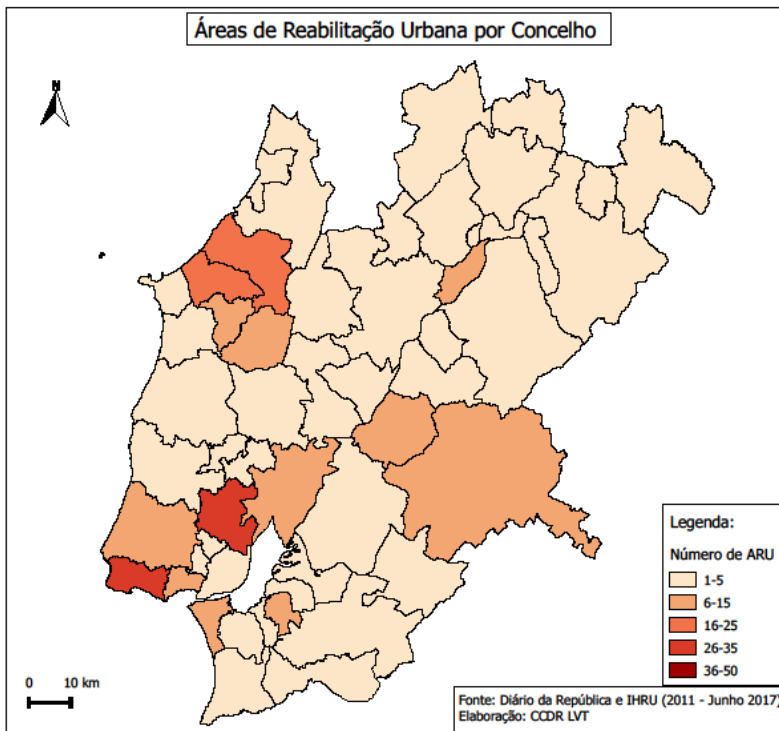 Áreas de Reabilitação Urbana por Concelho
N
Legenda:
Número de ARU
1-5
6-15
16-25
26-35
36-50
0 10 km
Fonte: Diário da República e IHRU (2011 - Junho 2017)
Elaboração: CCDR LVT